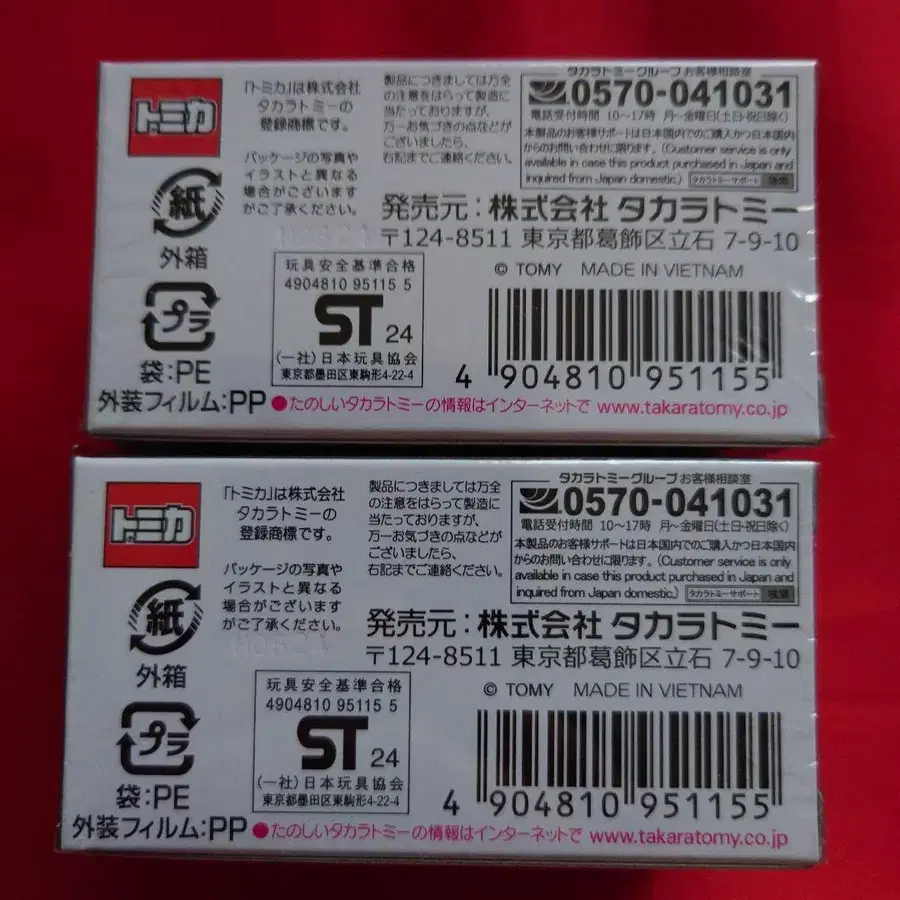 トミカ
「トミカ」は株式会社
タカラトミーの
登録商標です。
パッケージの写真や
イラストと異なる
場合がございます
がご了承ください。
製品につきましては万全
の注意をはらって製造に
当たっておりますが、
万一お気づきの点などが
ございましたら、
右記までご連絡ください。
タカラトミーグループ お客様相談室
0570-041031
電話受付時間 10〜17時 月〜金曜日(土日・祝日除く)
本製品のお客様サポートは日本国内でのご購入かつ日本国内
からのお問い合わせに限ります。(Customer service is only
available in case this product purchased in Japan and
inquired from Japan domestic.) タカラトミーサポート 検索
発売元:株式会社 タカラトミー
〒124-8511 東京都葛飾区立石 7-9-10
© TOMY MADE IN VIETNAM
紙
外箱
プラ
袋:PE
外装フィルム:PP
玩具安全基準合格
4904810 95115 5
ST 24
(一社)日本玩具協会
東京都墨田区東駒形4-22-4
4 904810 951155
●たのしいタカラトミーの情報はインターネットで www.takaratomy.co.jp
トミカ
「トミカ」は株式会社
タカラトミーの
登録商標です。
パッケージの写真や
イラストと異なる
場合がございます
がご了承ください。
製品につきましては万全
の注意をはらって製造に
当たっておりますが、
万一お気づきの点などが
ございましたら、
右記までご連絡ください。
タカラトミーグループ お客様相談室
0570-041031
電話受付時間 10〜17時 月〜金曜日(土日・祝日除く)
本製品のお客様サポートは日本国内でのご購入かつ日本国内
からのお問い合わせに限ります。(Customer service is only
available in case this product purchased in Japan and
inquired from Japan domestic.) タカラトミーサポート 検索
発売元:株式会社 タカラトミー
〒124-8511 東京都葛飾区立石 7-9-10
© TOMY MADE IN VIETNAM
紙
外箱
プラ
袋:PE
外装フィルム:PP
玩具安全基準合格
4904810 95115 5
ST 24
(一社)日本玩具協会
東京都墨田区東駒形4-22-4
4 904810 951155
●たのしいタカラトミーの情報はインターネットで www.takaratomy.co.jp